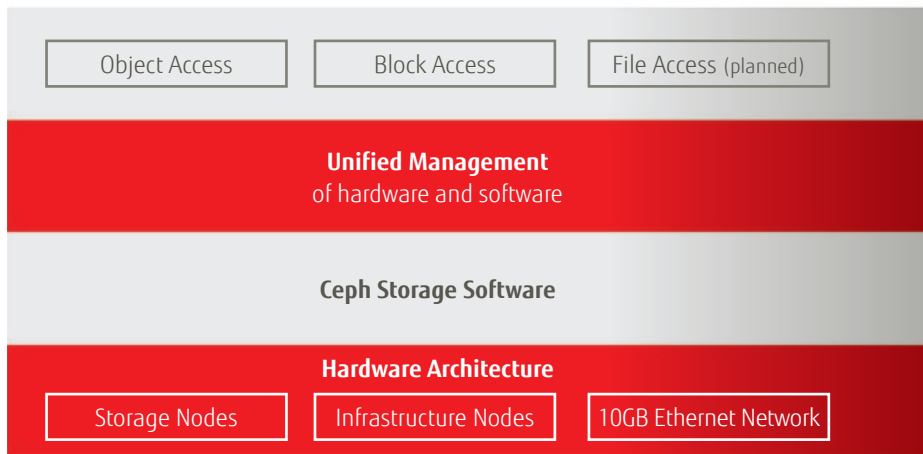 Object Access
Block Access
File Access (planned)
Unified Management
of hardware and software
Ceph Storage Software
Hardware Architecture
Storage Nodes
Infrastructure Nodes
10GB Ethernet Network